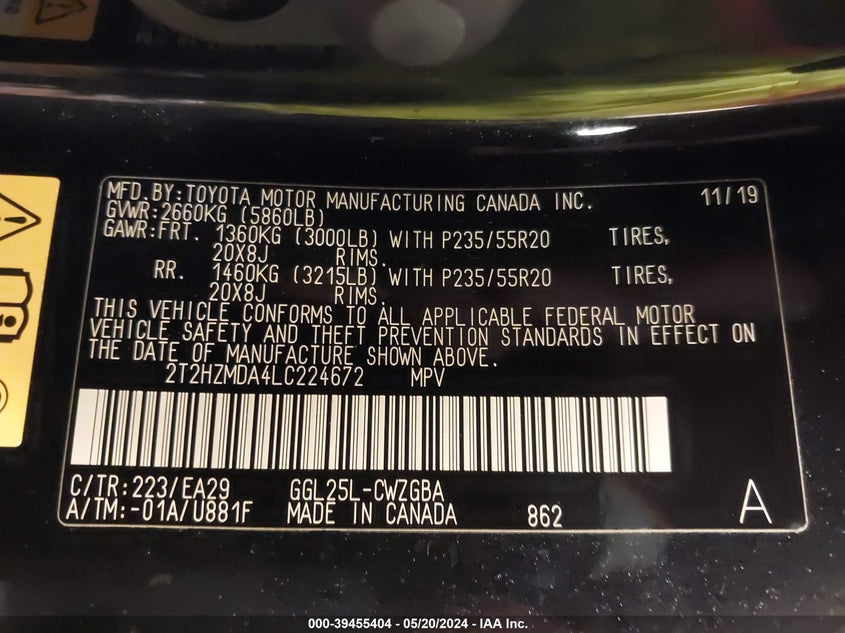 MFD.BY:TOYOTA MOTOR MANUFACTURING CANADA INC. 11/19
GVWR:2660KG (5860LB)
GAWR:FRT. 1360KG (3000LB) WITH P235/55R20 TIRES,
20X8J RIMS.
RR. 1460KG (3215LB) WITH P235/55R20 TIRES,
20X8J RIMS.
THIS VEHICLE CONFORMS TO ALL APPLICABLE FEDERAL MOTOR
VEHICLE SAFETY AND THEFT PREVENTION STANDARDS IN EFFECT ON
THE DATE OF MANUFACTURE SHOWN ABOVE.
2T2HZMDA4LC224672 MPV
C/TR:223/EA29 GGL25L-CWZGBA
A/TM:-01A/U881F MADE IN CANADA 862 A
000-39455404 - 05/20/2024 - IAA Inc.